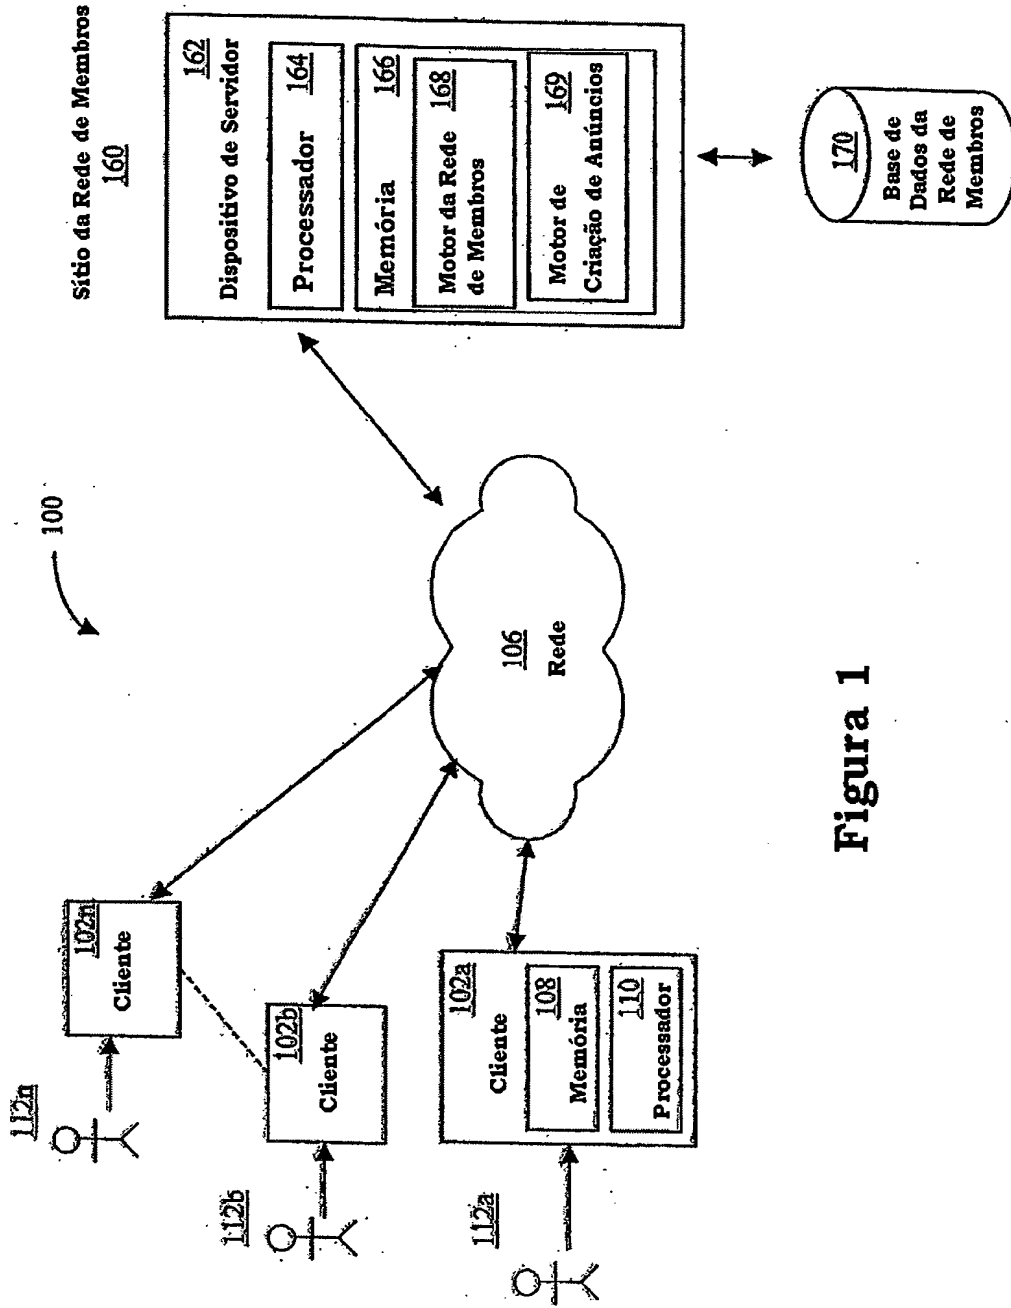 100
Sítio da Rede de Membros
160
162
Dispositivo de Servidor
164
Processador
166
Memória
168
Motor da Rede
de Membros
169
Motor de
Criação de Anúncios
170
Base de
Dados da
Rede de
Membros
106
Rede
112n
102n
Cliente
112b
102b
Cliente
112a
102a
Cliente
108
Memória
110
Processador
Figura 1